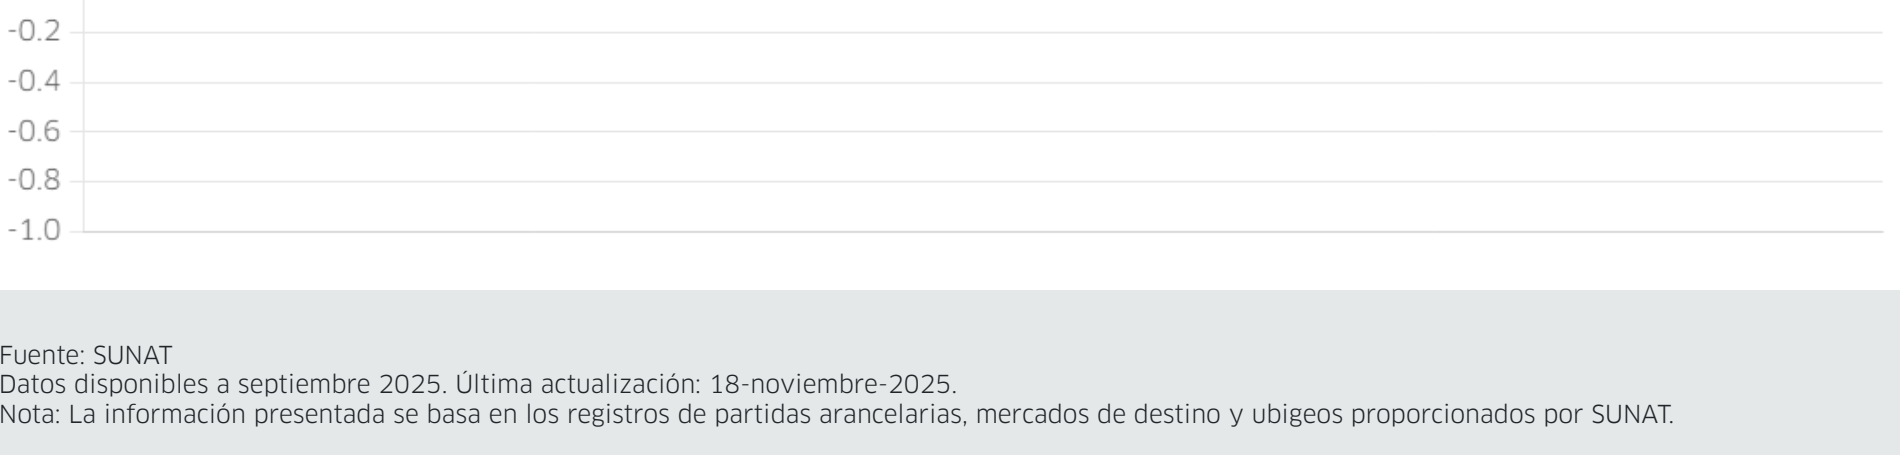 -0.2
-0.4
-0.6
-0.8
-1.0
Fuente: SUNAT
Datos disponibles a septiembre 2025. Última actualización: 18-noviembre-2025.
Nota: La información presentada se basa en los registros de partidas arancelarias, mercados de destino y ubigeos proporcionados por SUNAT.